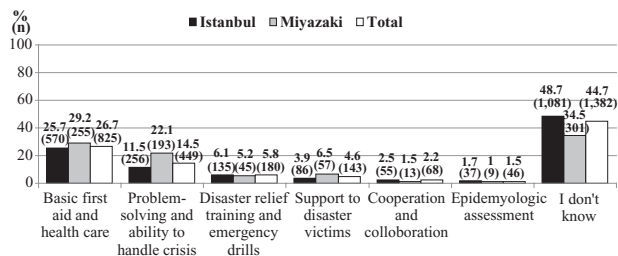 %
(n)
■ Istanbul ■ Miyazaki □ Total
100
80
60
40
20
0
25.7
(570)
29.2
(255)
26.7
(825)
11.5
(256)
22.1
(193)
14.5
(449)
6.1
(135)
5.2
(45)
5.8
(180)
3.9
(86)
6.5
(57)
4.6
(143)
2.5
(55)
1.5
(13)
2.2
(68)
1.7
(37)
1
(9)
1.5
(46)
48.7
(1,081)
34.5
(301)
44.7
(1,382)
Basic first
aid and
health care
Problem-
solving and
ability to
handle crisis
Disaster relief
training and
emergency
drills
Support to
disaster
victims
Cooperation
and
colloboration
Epidemyologic
assessment
I don't
know